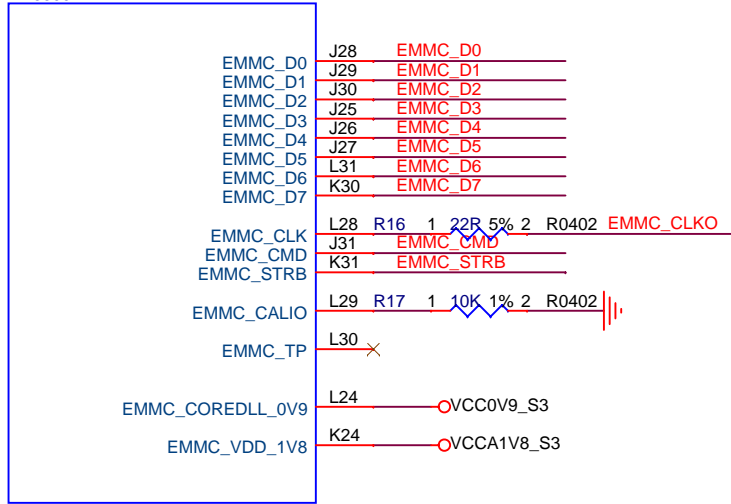 EMMC_D0 J28 EMMC_D0
EMMC_D1 J29 EMMC_D1
EMMC_D2 J30 EMMC_D2
EMMC_D3 J25 EMMC_D3
EMMC_D4 J26 EMMC_D4
EMMC_D5 J27 EMMC_D5
EMMC_D6 L31 EMMC_D6
EMMC_D7 K30 EMMC_D7
EMMC_CLK L28 R16 1 22R 5% 2 R0402 EMMC_CLKO
EMMC_CMD J31 EMMC_CMD
EMMC_STRB K31 EMMC_STRB
EMMC_CALIO L29 R17 1 10K 1% 2 R0402
EMMC_TP L30
EMMC_COREDLL_0V9 L24 VCC0V9_S3
EMMC_VDD_1V8 K24 VCCA1V8_S3